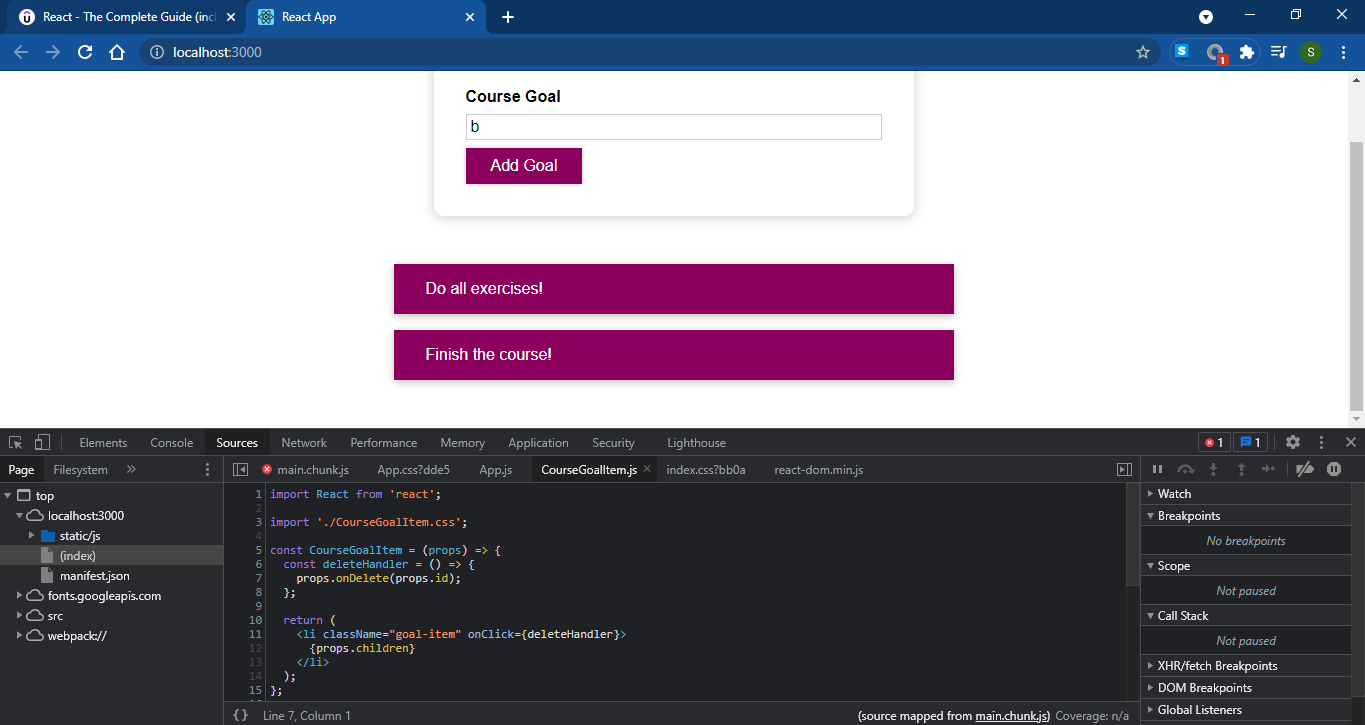 React - The Complete Guide (incl
React App
localhost:3000
S
1
S
Course Goal
b
Add Goal
Do all exercises!
Finish the course!
Elements Console Sources Network Performance Memory Application Security Lighthouse
1 1
Page Filesystem
main.chunk.js App.css?dde5 App.js CourseGoalItem.js index.css?bb0a react-dom.min.js
top
localhost:3000
static/js
(index)
manifest.json
fonts.googleapis.com
src
webpack://
1 import React from 'react';
2
3 import './CourseGoalItem.css';
4
5 const CourseGoalItem = (props) => {
6 const deleteHandler = () => {
7 props.onDelete(props.id);
8 };
9
10 return (
11 <li className="goal-item" onClick={deleteHandler}>
12 {props.children}
13 </li>
14 );
15 };
{} Line 7, Column 1
(source mapped from main.chunk.js) Coverage: n/a
Watch
Breakpoints
No breakpoints
Scope
Not paused
Call Stack
Not paused
XHR/fetch Breakpoints
DOM Breakpoints
Global Listeners